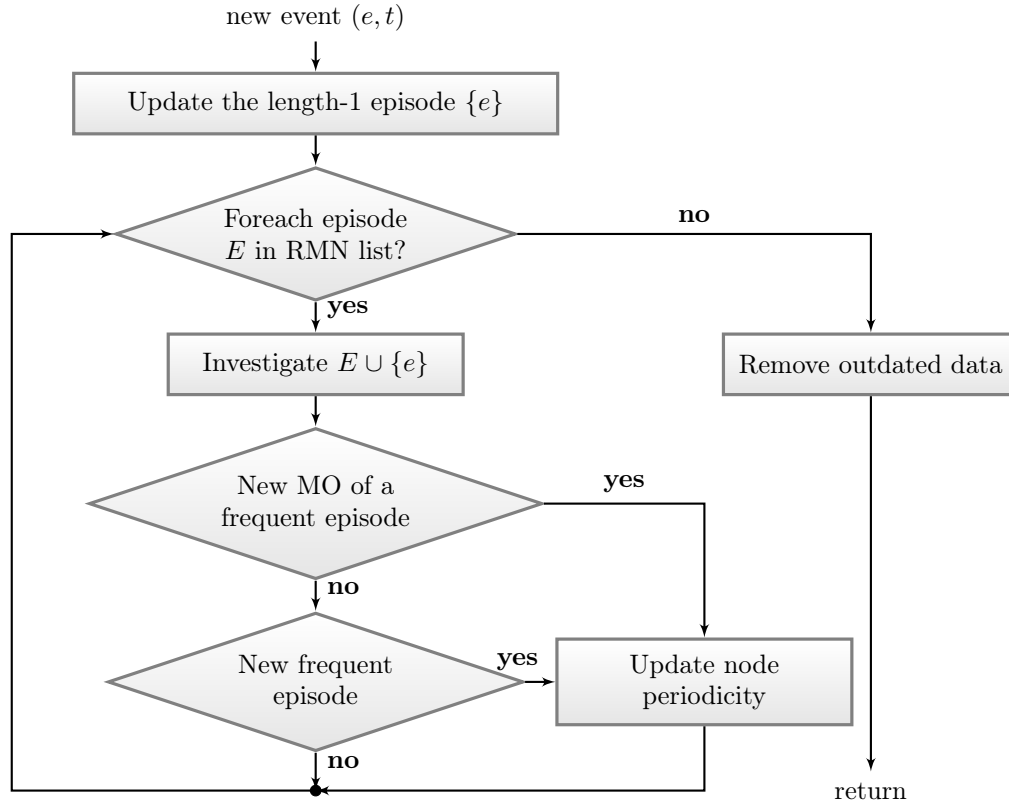 new event (e, t)
Update the length-1 episode {e}
Foreach episode
E in RMN list?
no
yes
Investigate E ∪ {e}
Remove outdated data
New MO of a
frequent episode
yes
no
New frequent
episode
yes
Update node
periodicity
no
return